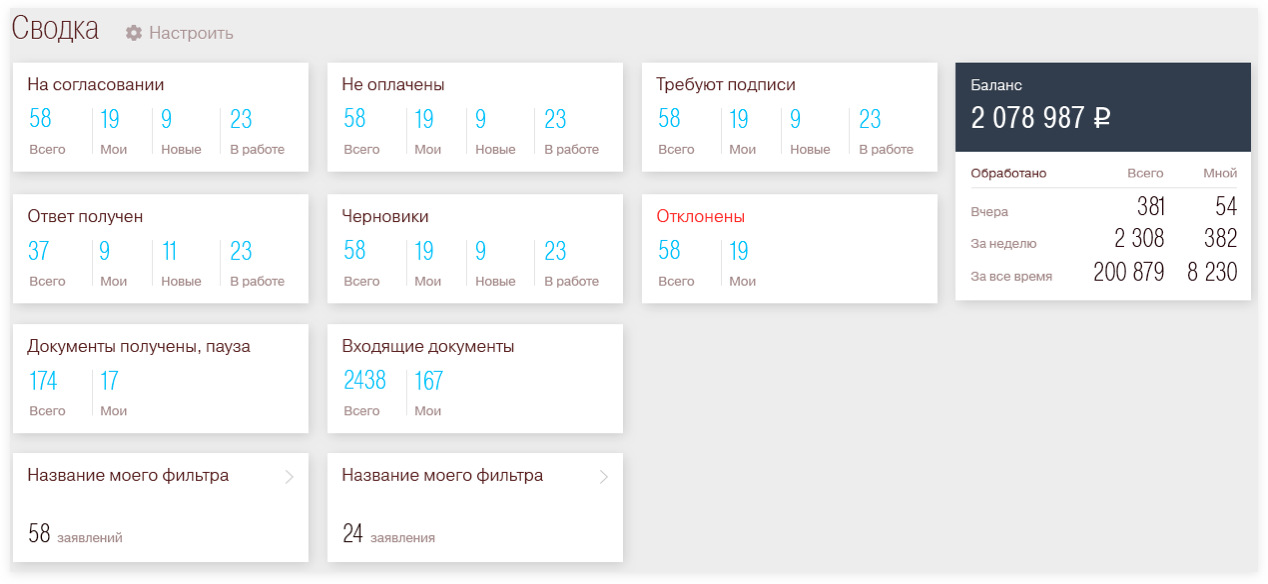 Сводка Настроить
На согласовании
58 19 9 23
Всего Мои Новые В работе
Не оплачены
58 19 9 23
Всего Мои Новые В работе
Требуют подписи
58 19 9 23
Всего Мои Новые В работе
Баланс
2 078 987 ₽
Обработано Всего Мной
Вчера 381 54
За неделю 2 308 382
За все время 200 879 8 230
Ответ получен
37 9 11 23
Всего Мои Новые В работе
Черновики
58 19 9 23
Всего Мои Новые В работе
Отклонены
58 19
Всего Мои
Документы получены, пауза
174 17
Всего Мои
Входящие документы
2438 167
Всего Мои
Название моего фильтра
58 заявлений
Название моего фильтра
24 заявления